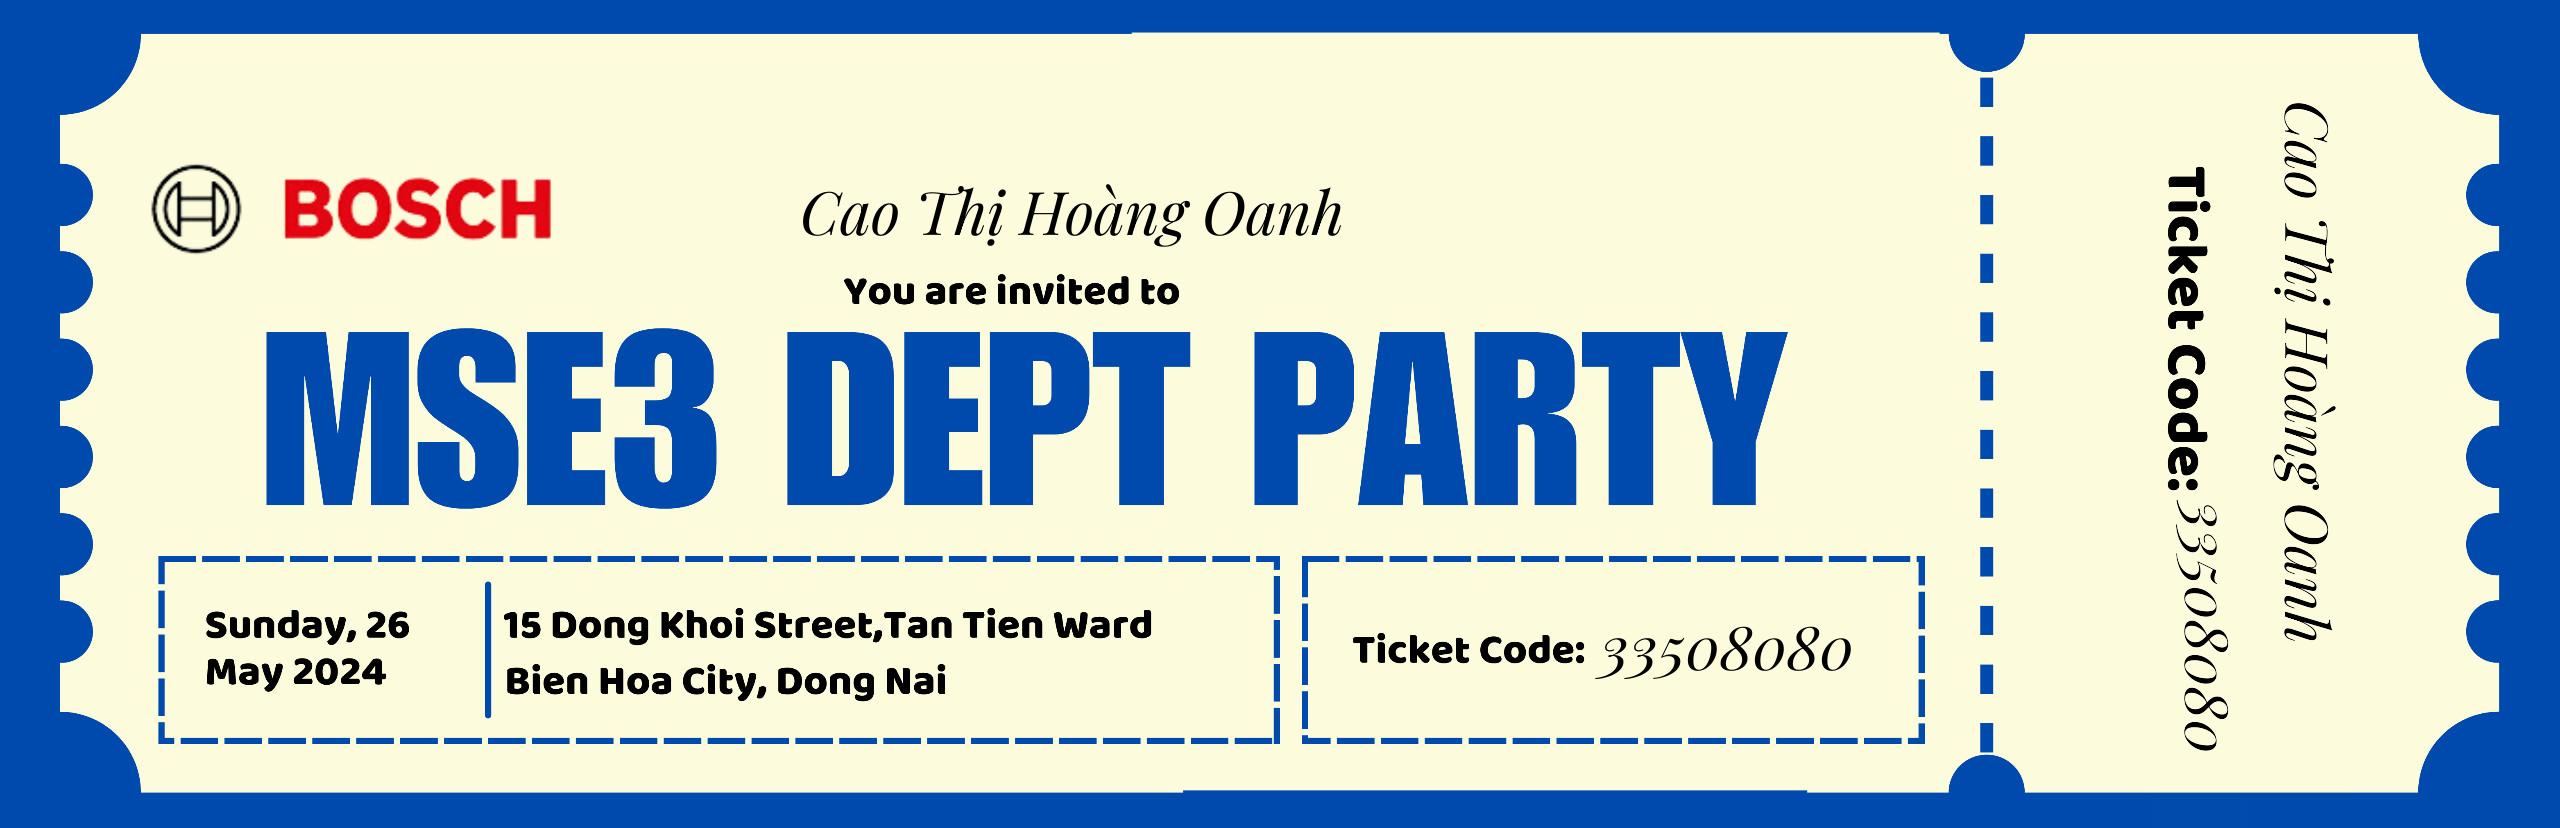 BOSCH
Cao Thị Hoàng Oanh
You are invited to
MSE3 DEPT PARTY
Sunday, 26
May 2024
15 Dong Khoi Street,Tan Tien Ward
Bien Hoa City, Dong Nai
Ticket Code: 33508080
Cao Thị Hoàng Oanh
Ticket Code: 33508080